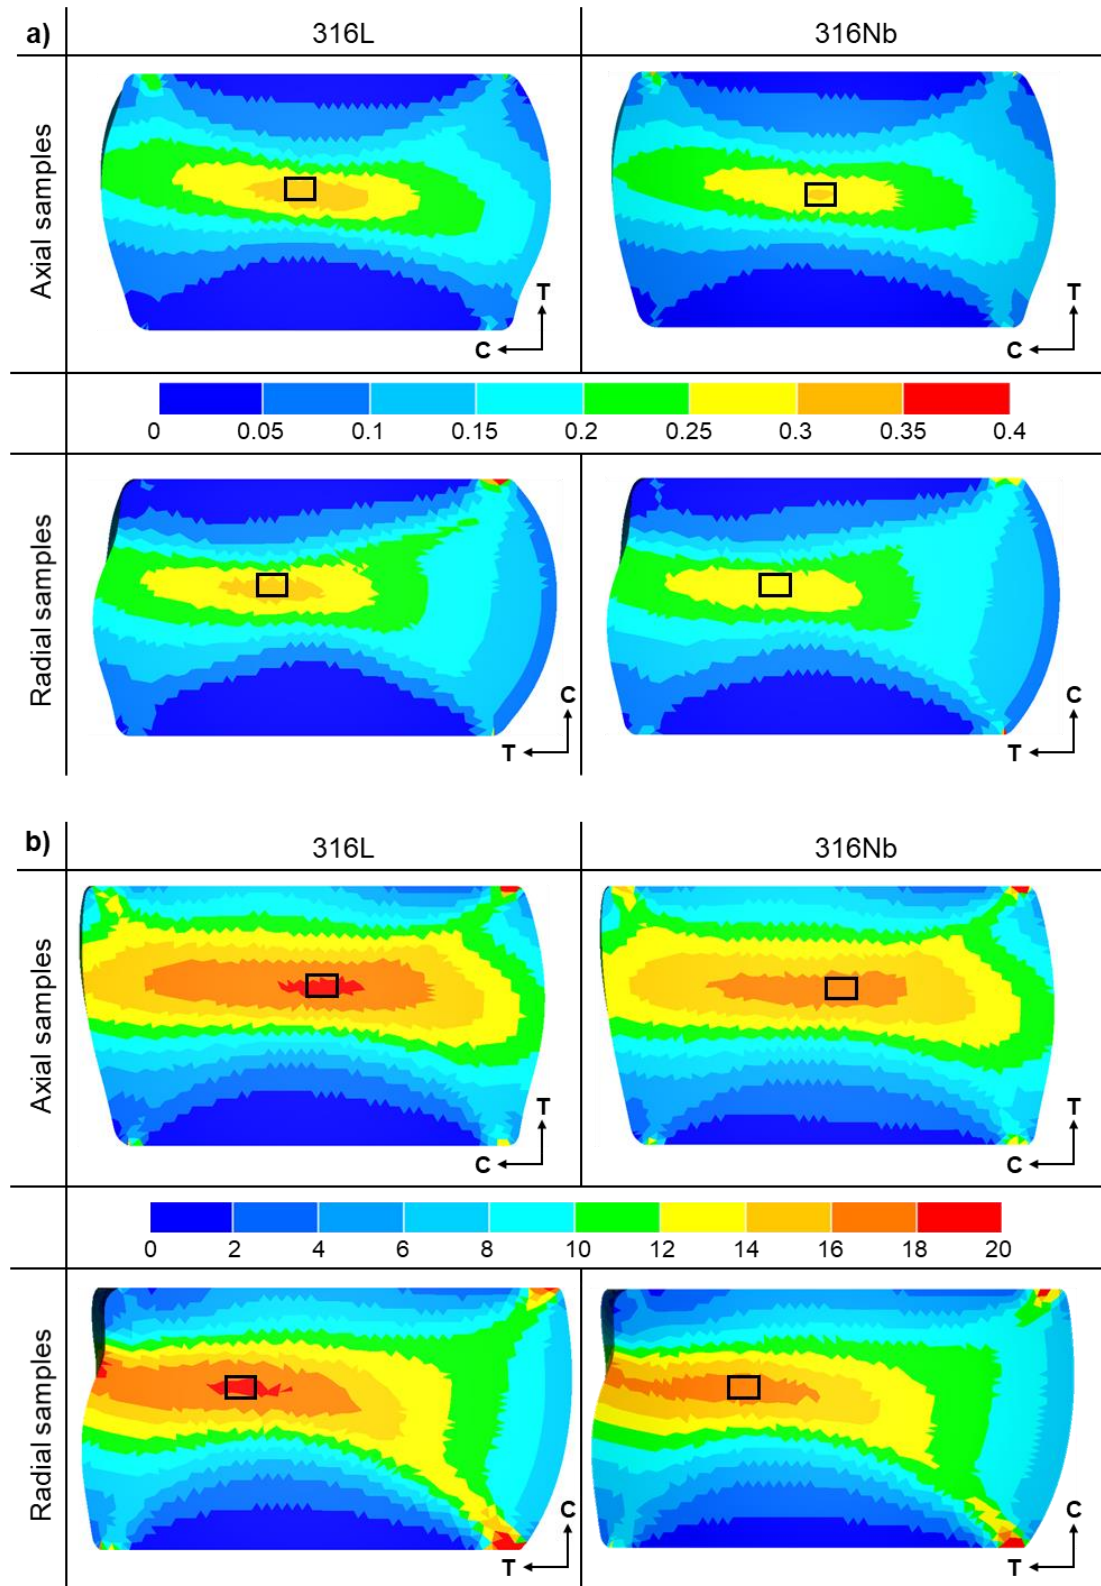 a)
316L
316Nb
Axial samples
T
C
T
C
0 0.05 0.1 0.15 0.2 0.25 0.3 0.35 0.4
Radial samples
C
T
C
T
b)
316L
316Nb
Axial samples
T
C
T
C
0 2 4 6 8 10 12 14 16 18 20
Radial samples
C
T
C
T